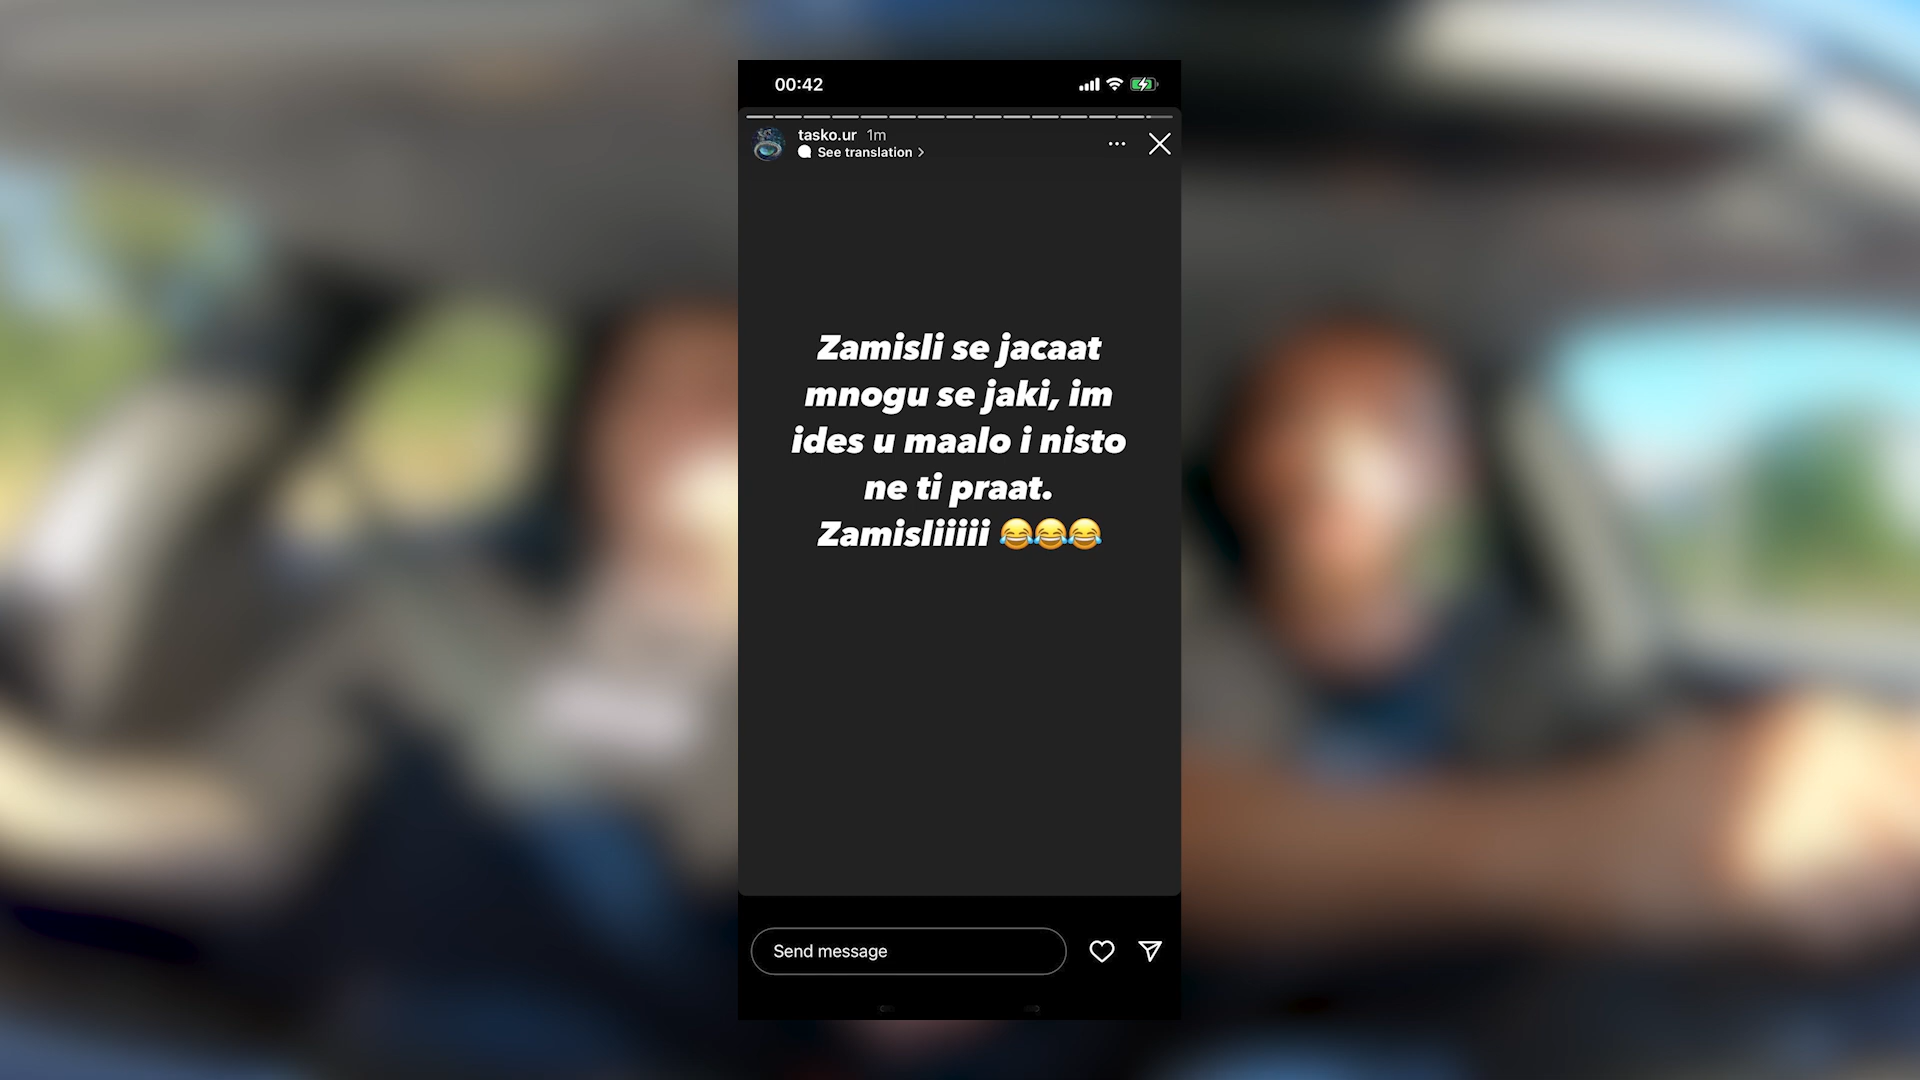 00:42
tasko.ur 1m
See translation >
Zamisli se jacaat
mnogu se jaki, im
ides u maalo i nisto
ne ti praat.
Zamisliiiii 😂😂😂
Send message